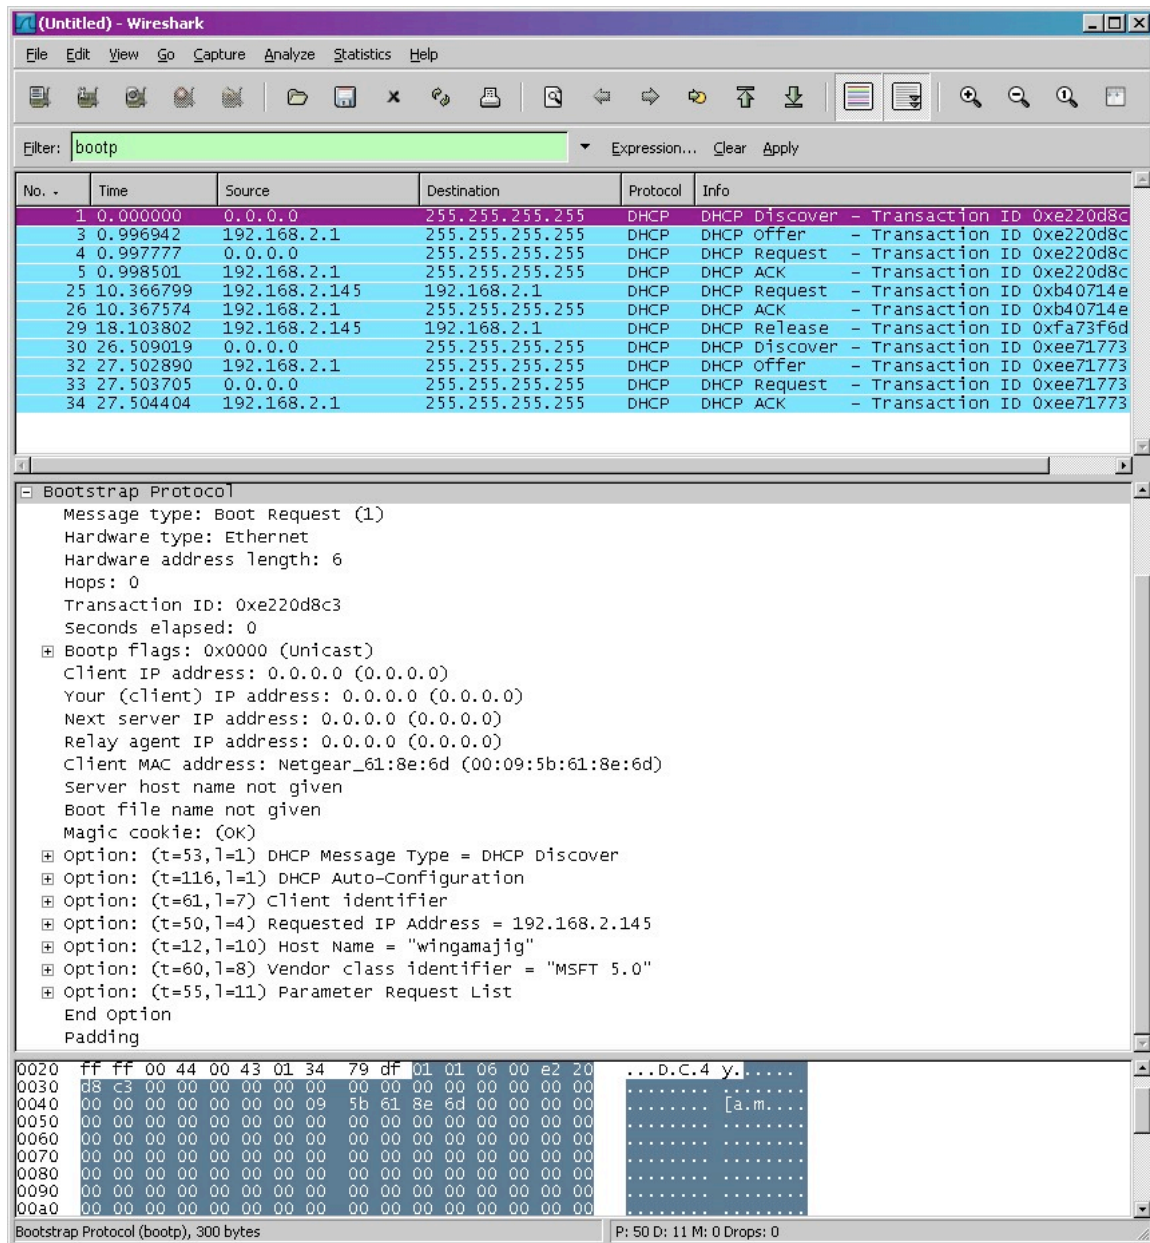 (Untitled) - Wireshark
File Edit View Go Capture Analyze Statistics Help
Filter: bootp Expression... Clear Apply
No. - Time Source Destination Protocol Info
1 0.000000 0.0.0.0 255.255.255.255 DHCP DHCP Discover - Transaction ID 0xe220d8c
3 0.996942 192.168.2.1 255.255.255.255 DHCP DHCP Offer - Transaction ID 0xe220d8c
4 0.997777 0.0.0.0 255.255.255.255 DHCP DHCP Request - Transaction ID 0xe220d8c
5 0.998501 192.168.2.1 255.255.255.255 DHCP DHCP ACK - Transaction ID 0xe220d8c
25 10.366799 192.168.2.145 192.168.2.1 DHCP DHCP Request - Transaction ID 0xb40714e
26 10.367574 192.168.2.1 255.255.255.255 DHCP DHCP ACK - Transaction ID 0xb40714e
29 18.103802 192.168.2.145 192.168.2.1 DHCP DHCP Release - Transaction ID 0xfa73f6d
30 26.509019 0.0.0.0 255.255.255.255 DHCP DHCP Discover - Transaction ID 0xee71773
32 27.502890 192.168.2.1 255.255.255.255 DHCP DHCP Offer - Transaction ID 0xee71773
33 27.503705 0.0.0.0 255.255.255.255 DHCP DHCP Request - Transaction ID 0xee71773
34 27.504404 192.168.2.1 255.255.255.255 DHCP DHCP ACK - Transaction ID 0xee71773
Bootstrap Protocol
Message type: Boot Request (1)
Hardware type: Ethernet
Hardware address length: 6
Hops: 0
Transaction ID: 0xe220d8c3
Seconds elapsed: 0
Bootp flags: 0x0000 (Unicast)
Client IP address: 0.0.0.0 (0.0.0.0)
Your (client) IP address: 0.0.0.0 (0.0.0.0)
Next server IP address: 0.0.0.0 (0.0.0.0)
Relay agent IP address: 0.0.0.0 (0.0.0.0)
Client MAC address: Netgear_61:8e:6d (00:09:5b:61:8e:6d)
Server host name not given
Boot file name not given
Magic cookie: (OK)
Option: (t=53,l=1) DHCP Message Type = DHCP Discover
Option: (t=116,l=1) DHCP Auto-Configuration
Option: (t=61,l=7) Client identifier
Option: (t=50,l=4) Requested IP Address = 192.168.2.145
Option: (t=12,l=10) Host Name = "wingamajig"
Option: (t=60,l=8) Vendor class identifier = "MSFT 5.0"
Option: (t=55,l=11) Parameter Request List
End Option
Padding
0020 ff ff 00 44 00 43 01 34 79 df 01 01 06 00 e2 20 ...D.C.4 y.......
0030 d8 c3 00 00 00 00 00 00 00 00 00 00 00 00 00 00 ........ ........
0040 00 00 00 00 00 00 00 09 5b 61 8e 6d 00 00 00 00 ........ [a.m....
0050 00 00 00 00 00 00 00 00 00 00 00 00 00 00 00 00 ........ ........
0060 00 00 00 00 00 00 00 00 00 00 00 00 00 00 00 00 ........ ........
0070 00 00 00 00 00 00 00 00 00 00 00 00 00 00 00 00 ........ ........
0080 00 00 00 00 00 00 00 00 00 00 00 00 00 00 00 00 ........ ........
0090 00 00 00 00 00 00 00 00 00 00 00 00 00 00 00 00 ........ ........
00a0 00 00 00 00 00 00 00 00 00 00 00 00 00 00 00 00 ........ ........
Bootstrap Protocol (bootp), 300 bytes P: 50 D: 11 M: 0 Drops: 0